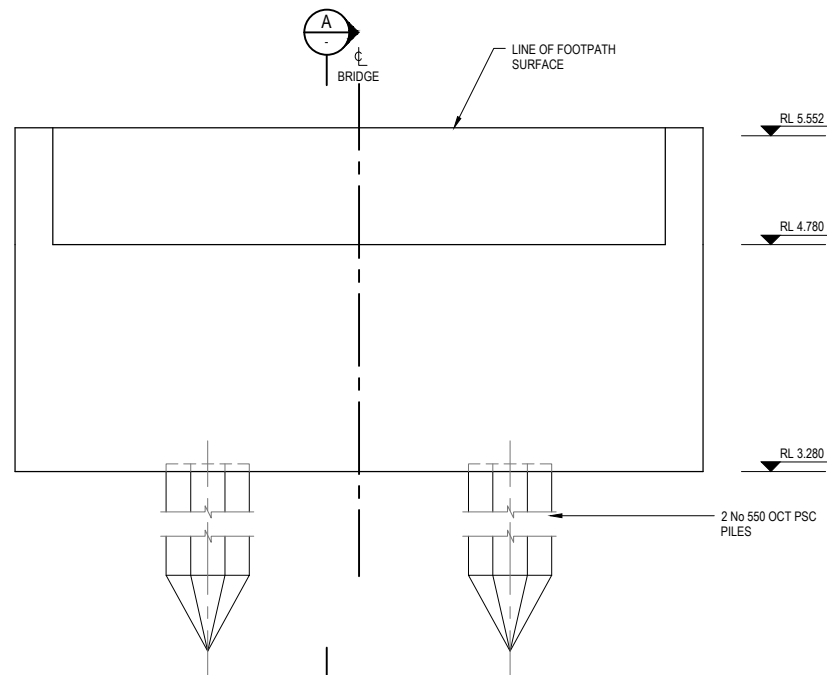 A
-
℄
BRIDGE
LINE OF FOOTPATH
SURFACE
RL 5.552
RL 4.780
RL 3.280
2 No 550 OCT PSC
PILES